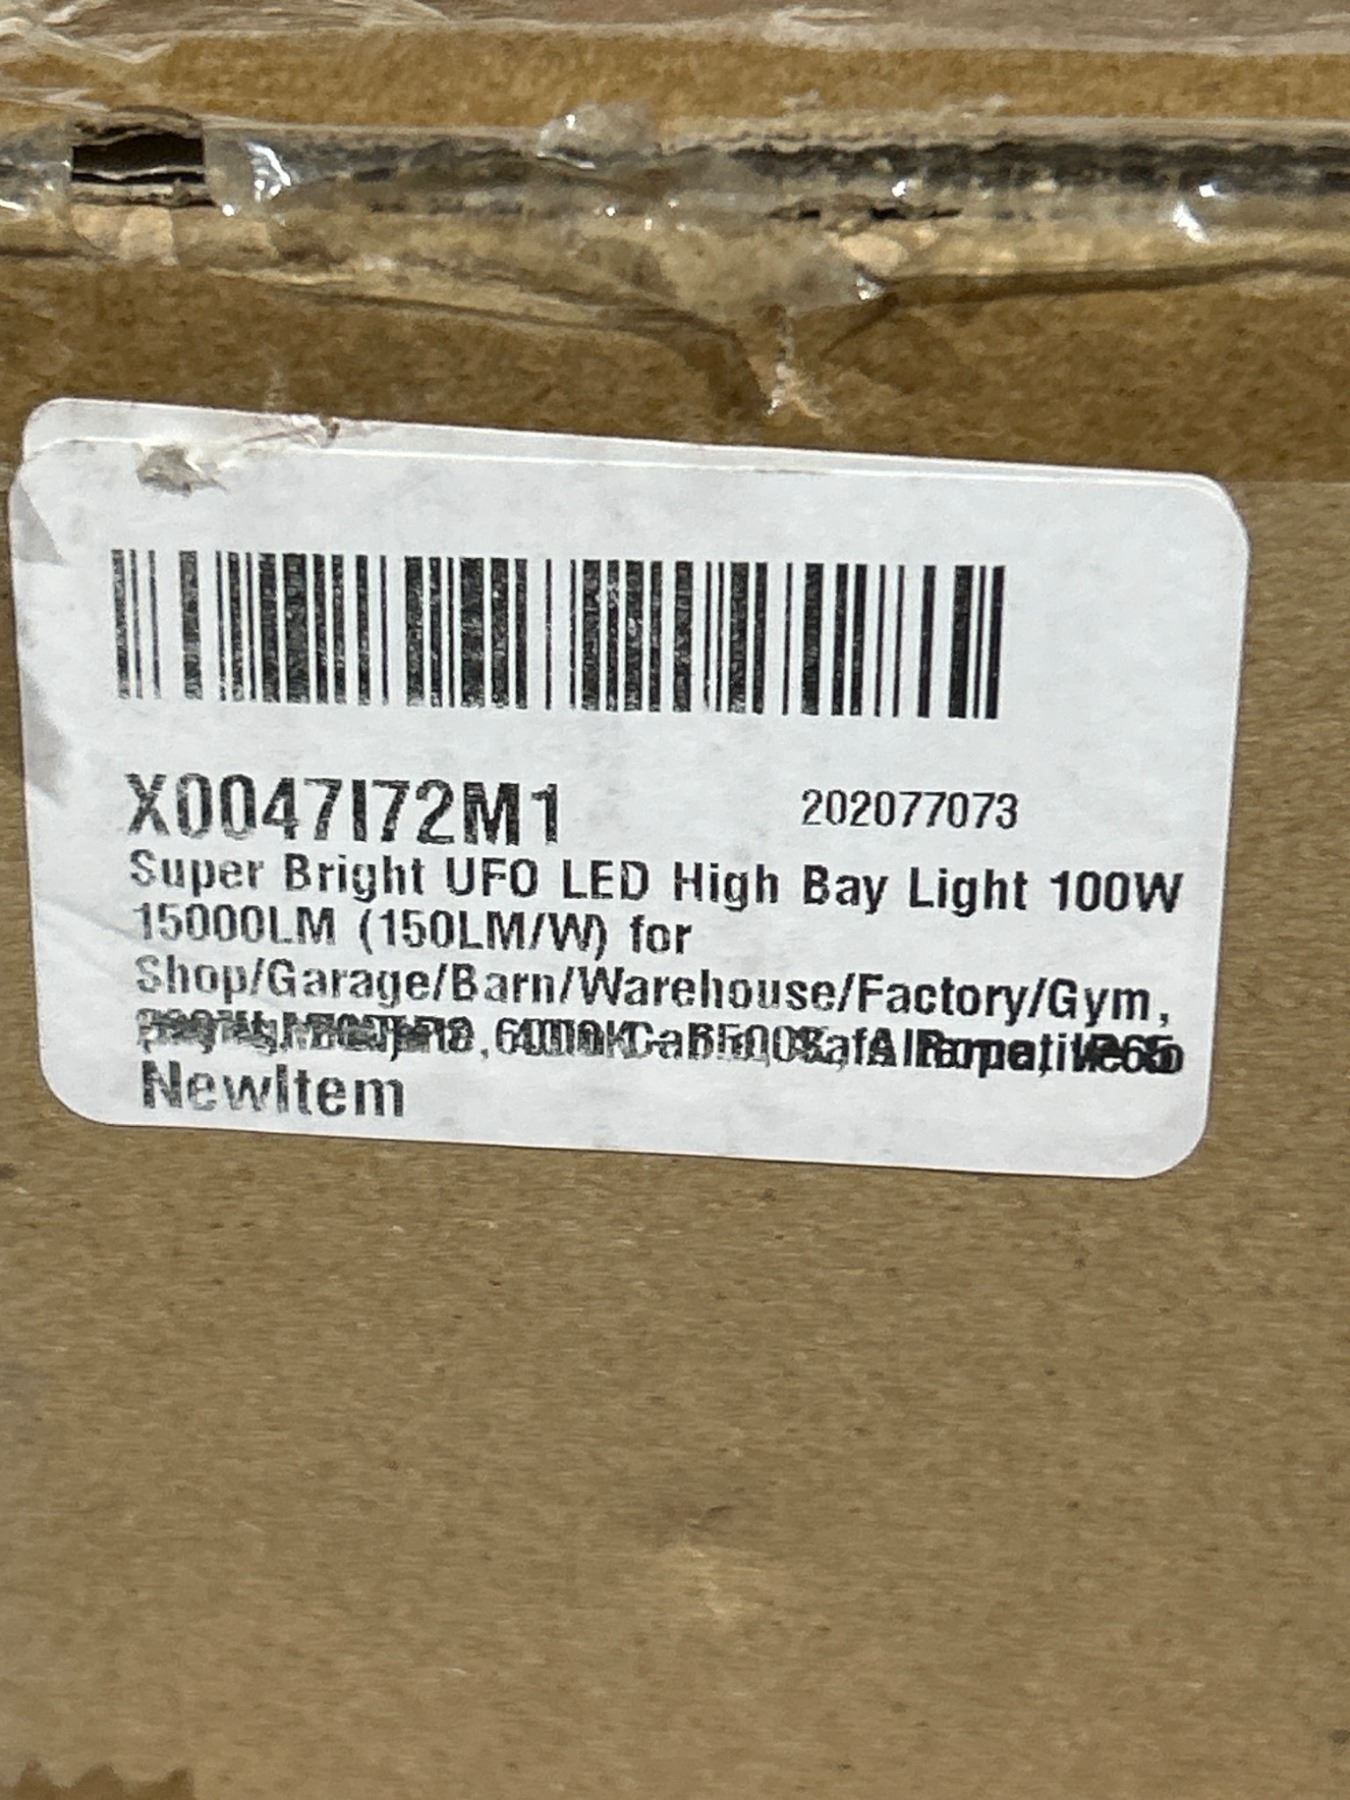 X0047I72M1 202077073
Super Bright UFO LED High Bay Light 100W
15000LM (150LM/W) for
Shop/Garage/Barn/Warehouse/Factory/Gym,
NewItem